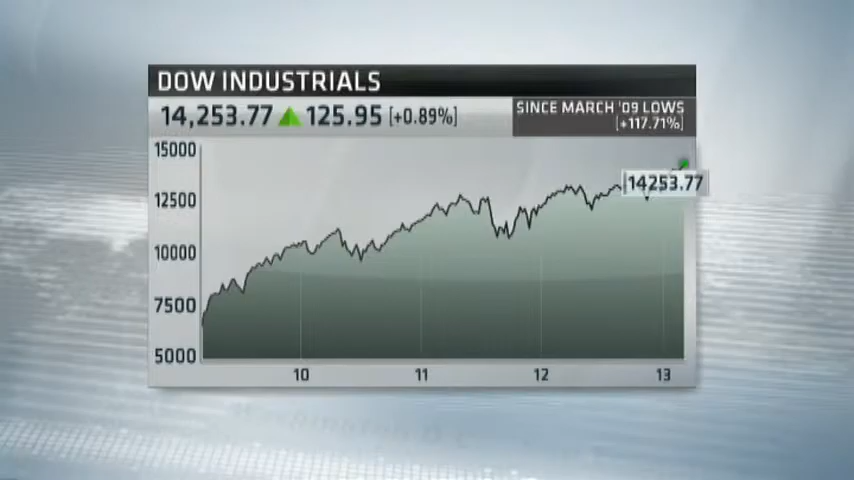 DOW INDUSTRIALS
14,253.77 125.95 [+0.89%]
SINCE MARCH '09 LOWS
[+117.71%]
15000
14253.77
12500
10000
7500
5000
10 11 12 13